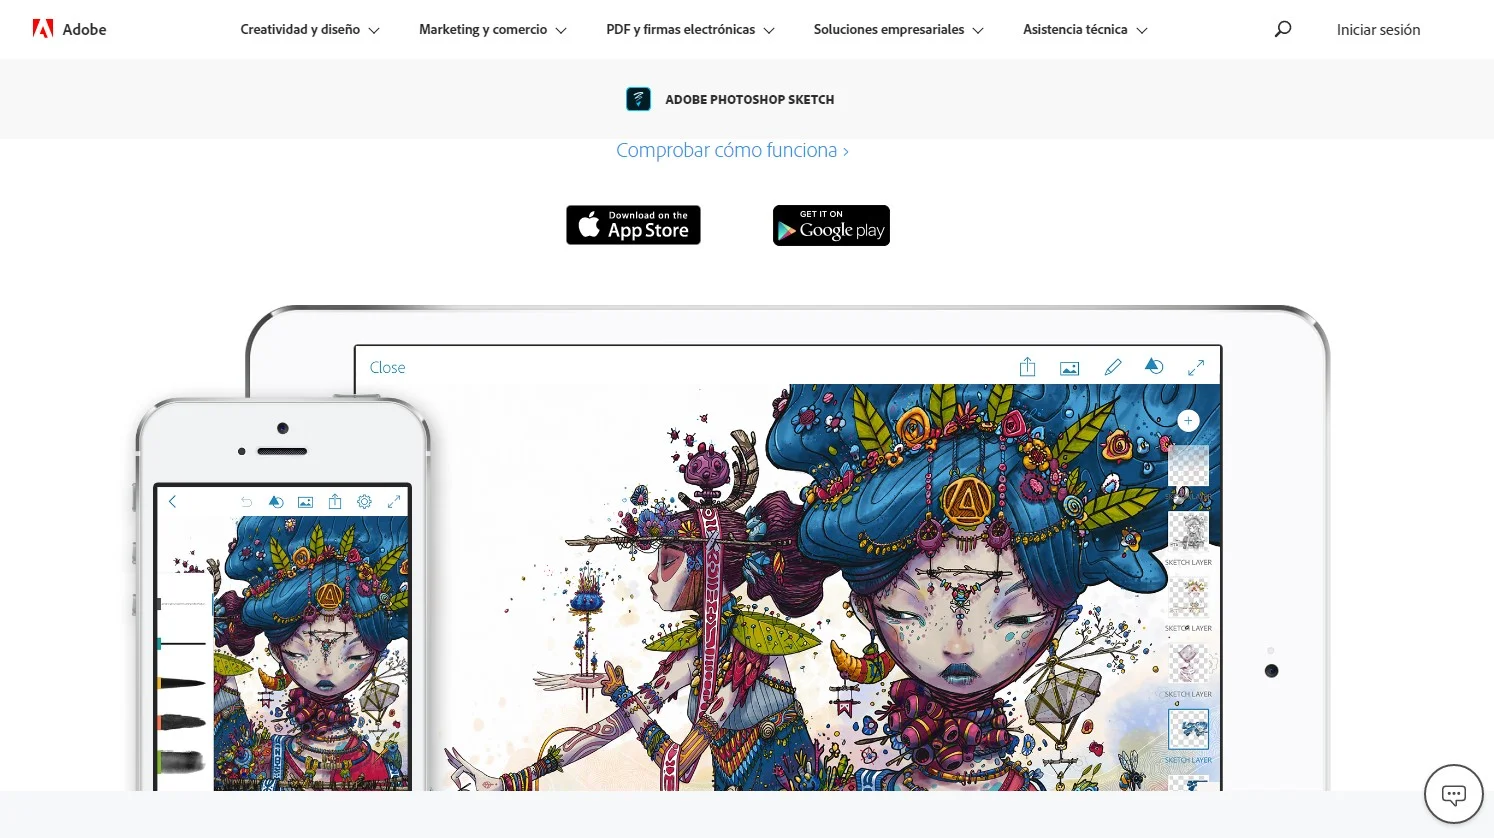 Adobe
Creatividad y diseño
Marketing y comercio
PDF y firmas electrónicas
Soluciones empresariales
Asistencia técnica
Iniciar sesión
ADOBE PHOTOSHOP SKETCH
Comprobar cómo funciona ›
Download on the
App Store
GET IT ON
Google play
Close
SKETCH LAYER
SKETCH LAYER
SKETCH LAYER
SKETCH LAYER